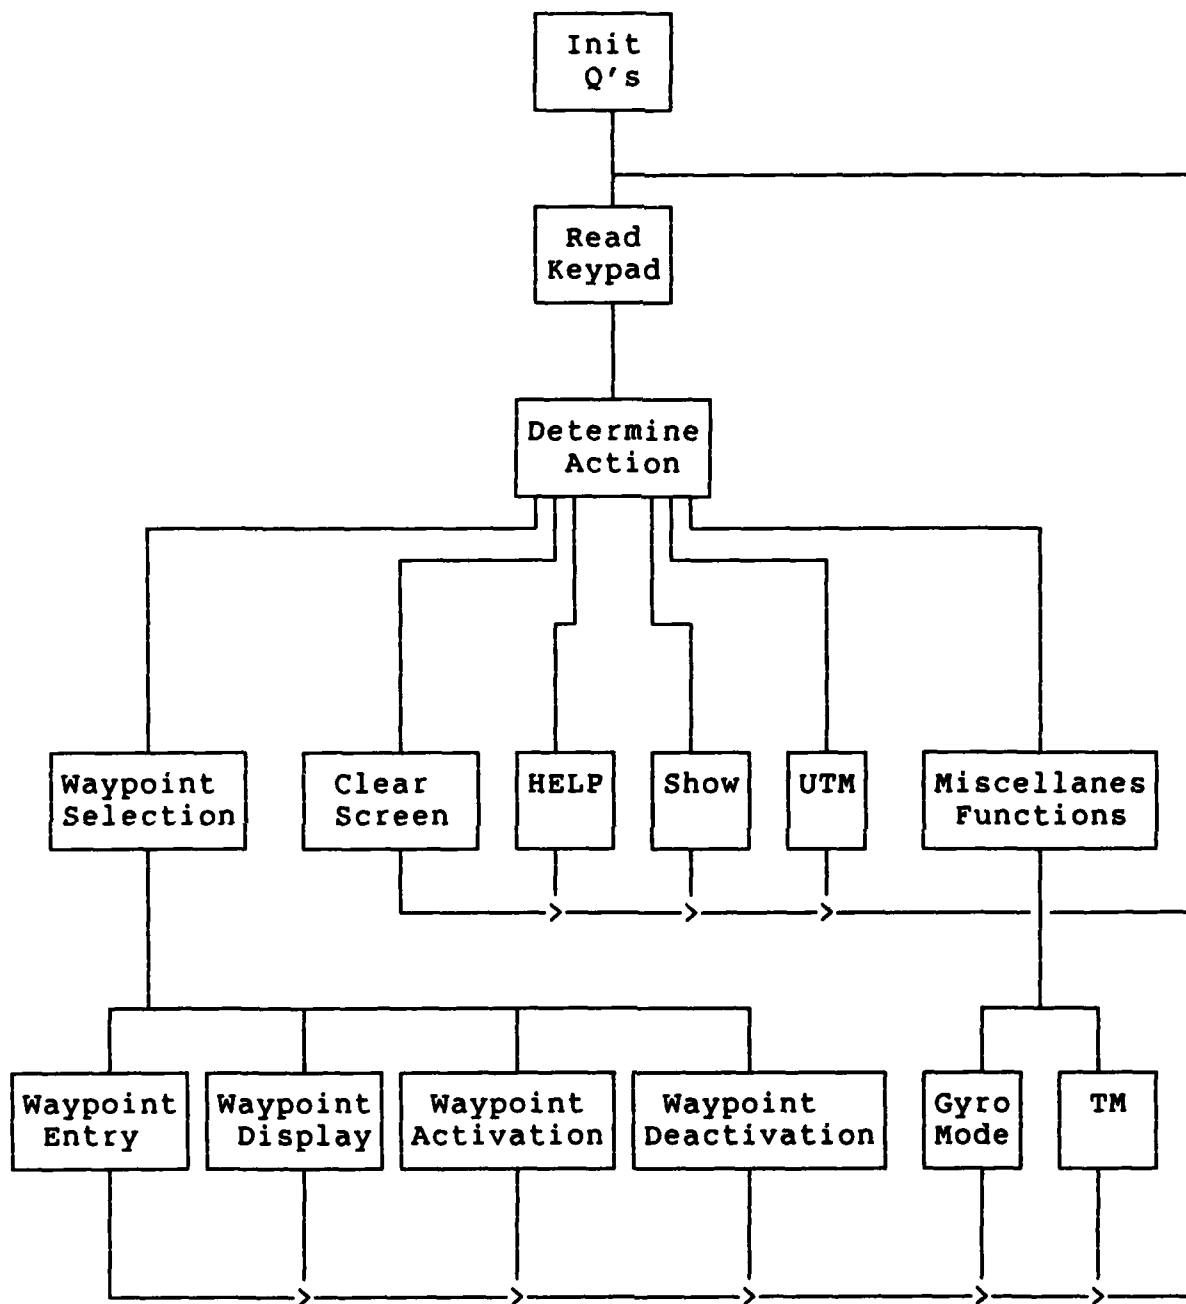 Init
Q's
Read
Keypad
Determine
Action
Waypoint
Selection
Clear
Screen
HELP
Show
UTM
Miscellanes
Functions
> > >
Waypoint
Entry
Waypoint
Display
Waypoint
Activation
Waypoint
Deactivation
Gyro
Mode
TM
> > > > >